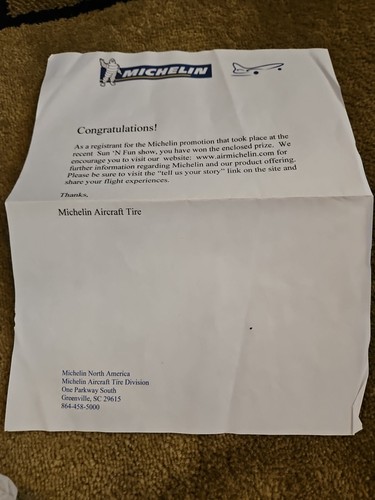 MICHELIN
Congratulations!
As a registrant for the Michelin promotion that took place at the
recent Sun 'N Fun show, you have won the enclosed prize. We
encourage you to visit our website: www.airmichelin.com for
further information regarding Michelin and our product offering.
Please be sure to visit the "tell us your story" link on the site and
share your flight experiences.
Thanks,
Michelin Aircraft Tire
Michelin North America
Michelin Aircraft Tire Division
One Parkway South
Greenville, SC 29615
864-458-5000